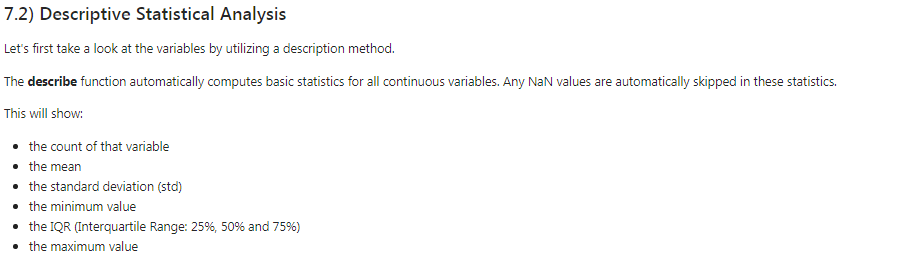 7.2) Descriptive Statistical Analysis
Let's first take a look at the variables by utilizing a description method.
The describe function automatically computes basic statistics for all continuous variables. Any NaN values are automatically skipped in these statistics.
This will show:
• the count of that variable
• the mean
• the standard deviation (std)
• the minimum value
• the IQR (Interquartile Range: 25%, 50% and 75%)
• the maximum value